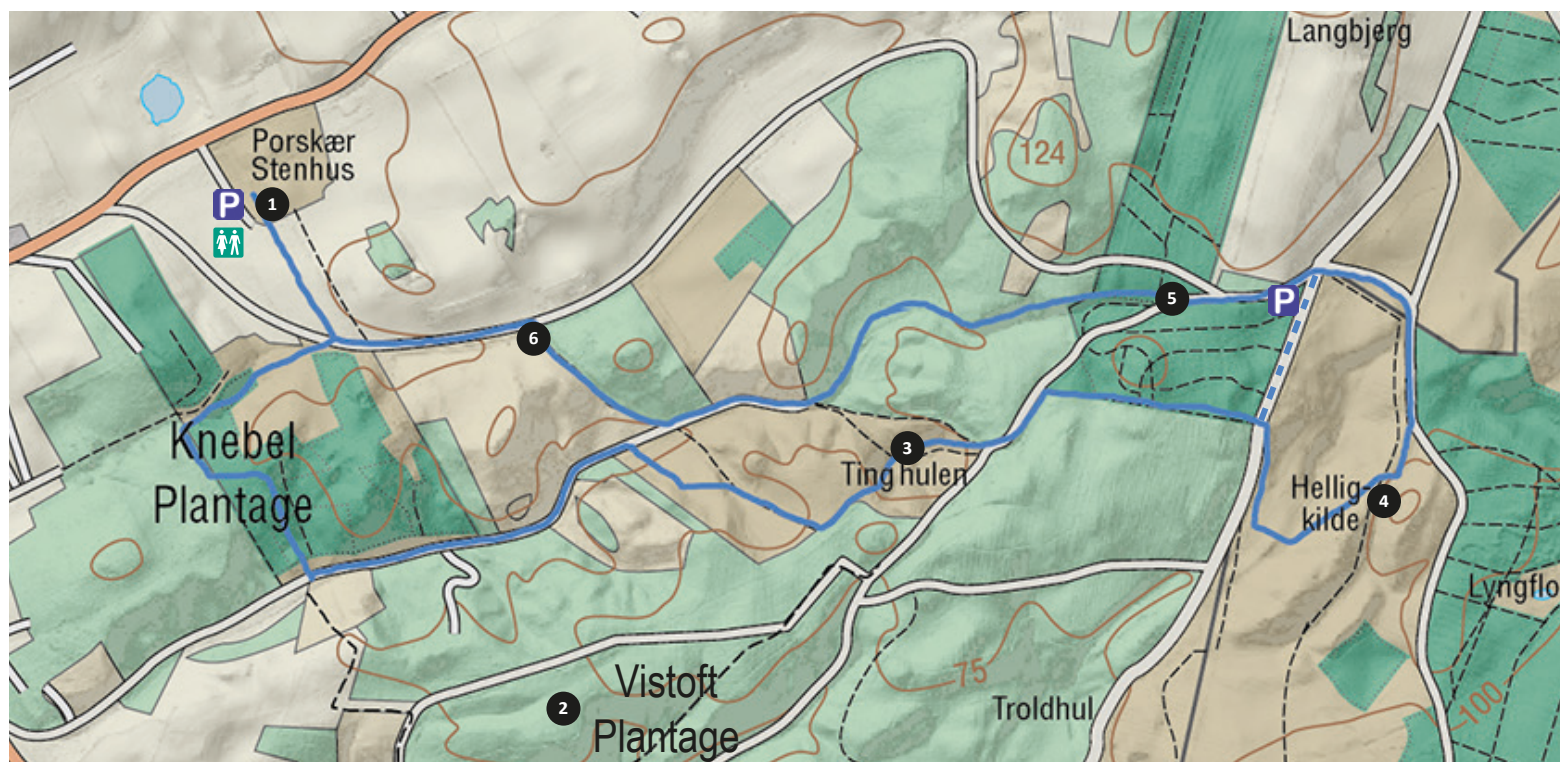 Langbjerg
Porskær
Stenhus
124
P
1
5
P
6
Knebel
Plantage
3
Tinghulen
Hellig-
kilde
4
Lyngflo
Vistoft
Plantage
2
75
Troldhul
100